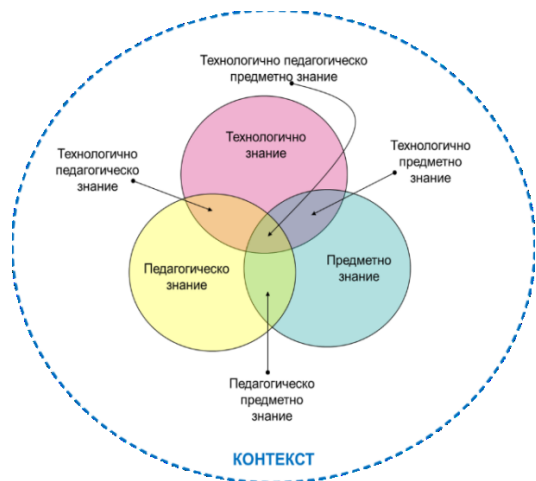 Технологично педагогическо
предметно знание
Технологично
знание
Технологично
педагогическо
знание
Технологично
предметно
знание
Педагогическо
знание
Предметно
знание
Педагогическо
предметно
знание
КОНТЕКСТ